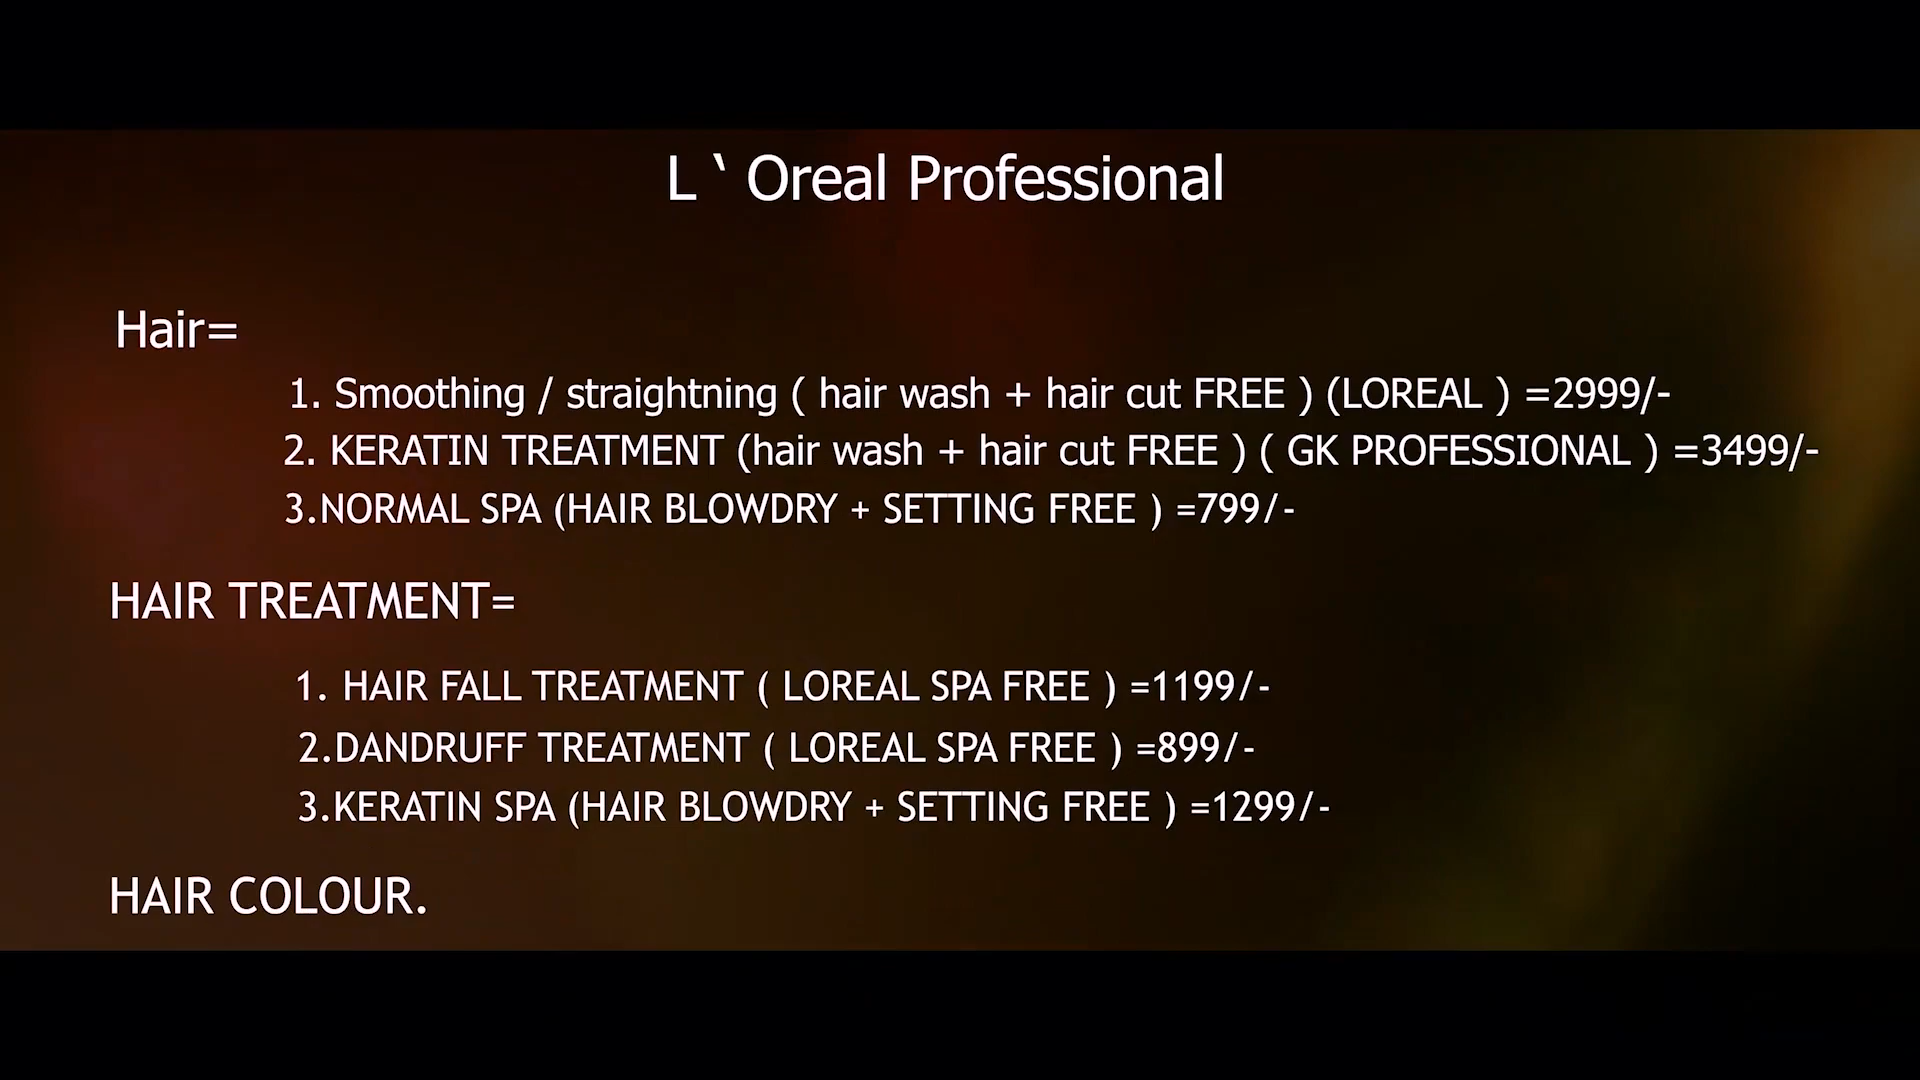 L ‘ Oreal Professional
Hair=
1. Smoothing / straightning ( hair wash + hair cut FREE ) (LOREAL ) =2999/-
2. KERATIN TREATMENT (hair wash + hair cut FREE ) ( GK PROFESSIONAL ) =3499/-
3.NORMAL SPA (HAIR BLOWDRY + SETTING FREE ) =799/-
HAIR TREATMENT=
1. HAIR FALL TREATMENT ( LOREAL SPA FREE ) =1199/-
2.DANDRUFF TREATMENT ( LOREAL SPA FREE ) =899/-
3.KERATIN SPA (HAIR BLOWDRY + SETTING FREE ) =1299/-
HAIR COLOUR.